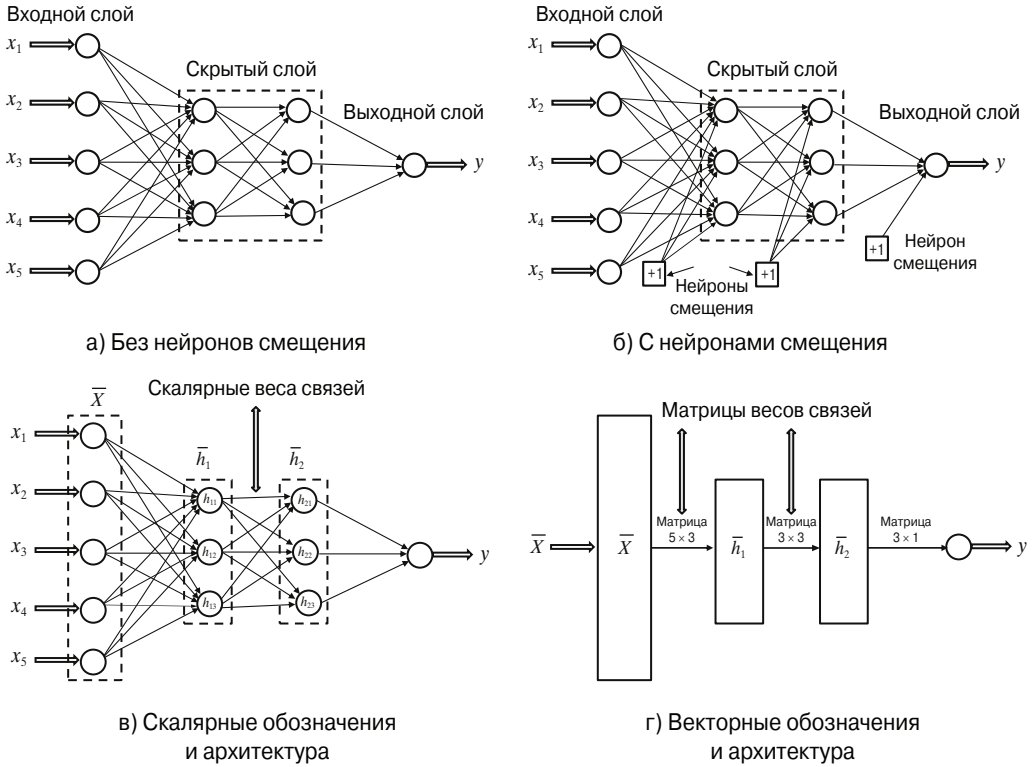 Входной слой
x1
x2
x3
x4
x5
Скрытый слой
Выходной слой
y
а) Без нейронов смещения
Входной слой
x1
x2
x3
x4
x5
Скрытый слой
Выходной слой
y
+1
+1
+1
Нейрон
смещения
Нейроны
смещения
б) С нейронами смещения
Скалярные веса связей
X̅
x1
x2
x3
x4
x5
h̅1
h̅2
h11
h12
h13
h21
h22
h23
y
в) Скалярные обозначения
и архитектура
Матрицы весов связей
X̅
X̅
Матрица
5 × 3
h̅1
Матрица
3 × 3
h̅2
Матрица
3 × 1
y
г) Векторные обозначения
и архитектура